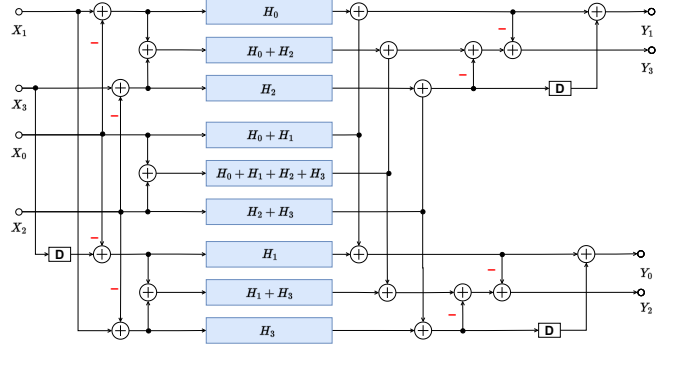 H₀
X₁ − − Y₁
H₀ + H₂
Y₃
−
H₂ D
X₃ −
H₀ + H₁
X₀
H₀ + H₁ + H₂ + H₃
H₂ + H₃
X₂
−
D H₁
− Y₀
− H₁ + H₃
− Y₂
H₃ D